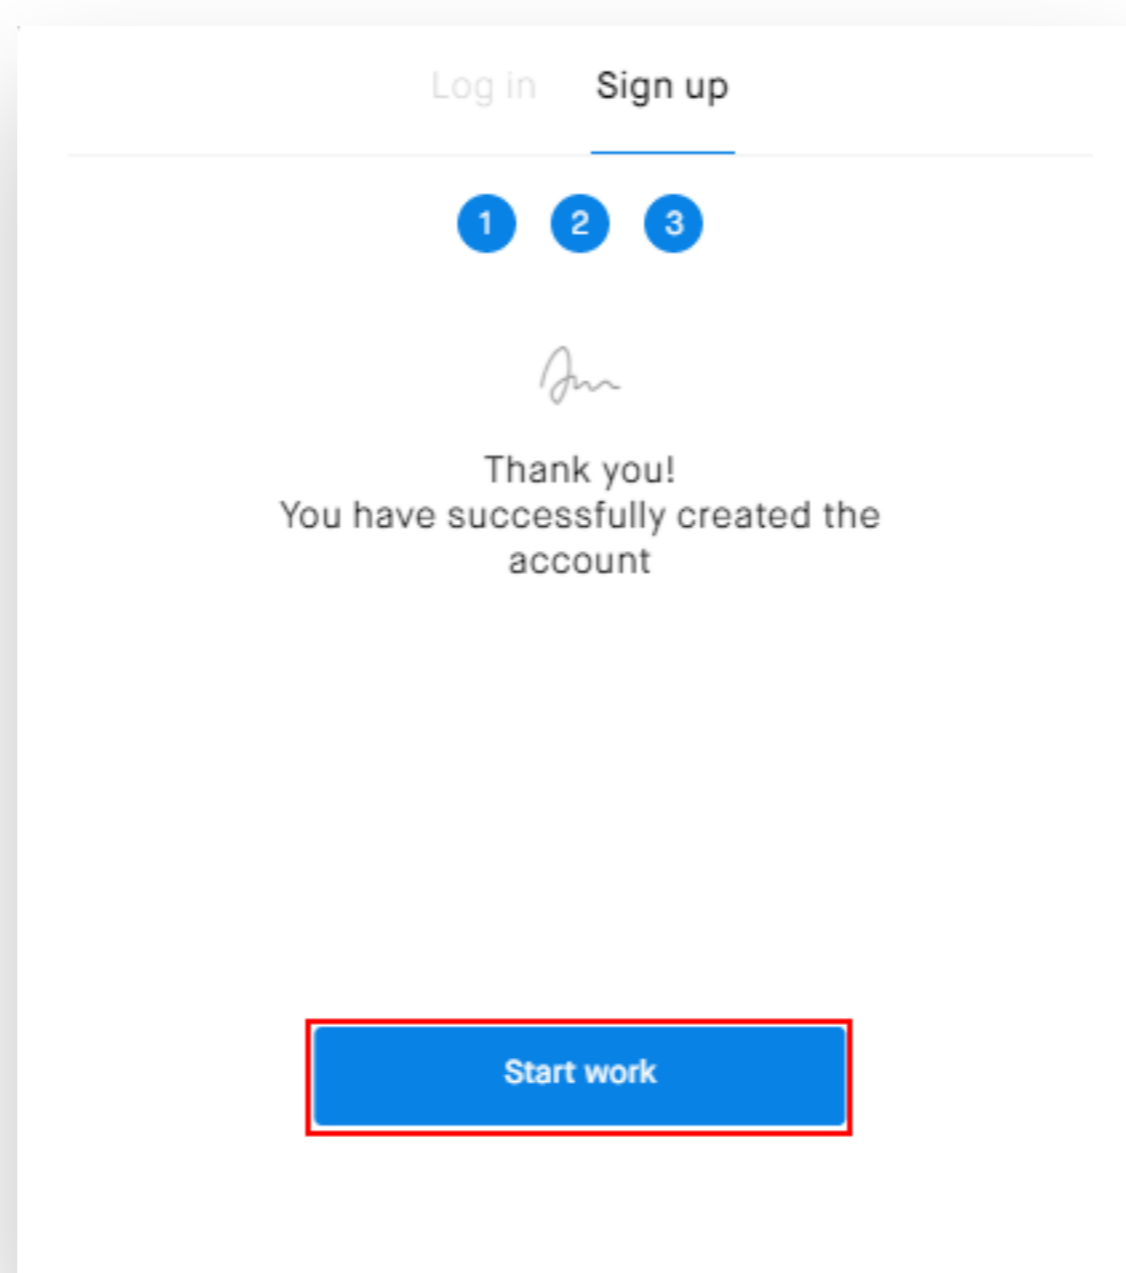 Log in Sign up
1 2 3
Thank you!
You have successfully created the
account
Start work